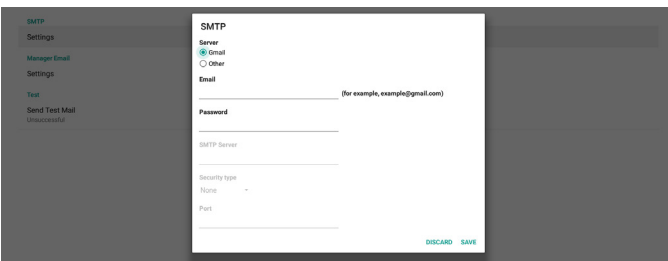 SMTP
Settings
Manager Email
Settings
Test
Send Test Mail
Unsuccessful
SMTP
Server
Gmail
Other
Email
(for example, example@gmail.com)
Password
SMTP Server
Security type
None
Port
DISCARD SAVE